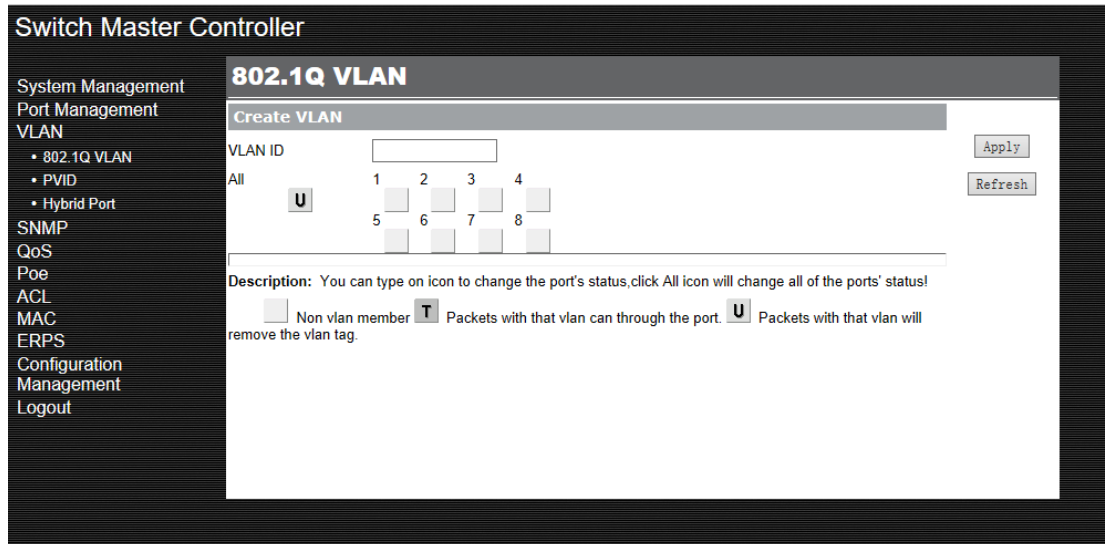 Switch Master Controller
System Management
Port Management
VLAN
• 802.1Q VLAN
• PVID
• Hybrid Port
SNMP
QoS
Poe
ACL
MAC
ERPS
Configuration
Management
Logout
802.1Q VLAN
Create VLAN
VLAN ID
All U 1 2 3 4
5 6 7 8
Apply
Refresh
Description: You can type on icon to change the port's status,click All icon will change all of the ports' status!
Non vlan member T Packets with that vlan can through the port. U Packets with that vlan will
remove the vlan tag.